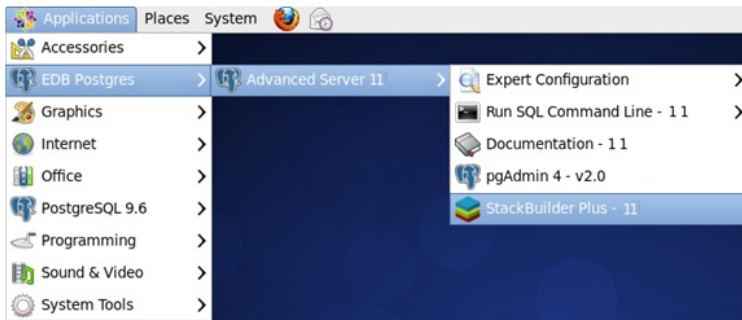 Applications Places System
Accessories
EDB Postgres
Graphics
Internet
Office
PostgreSQL 9.6
Programming
Sound & Video
System Tools
Advanced Server 11
Expert Configuration
Run SQL Command Line - 11
Documentation - 11
pgAdmin 4 - v2.0
StackBuilder Plus - 11